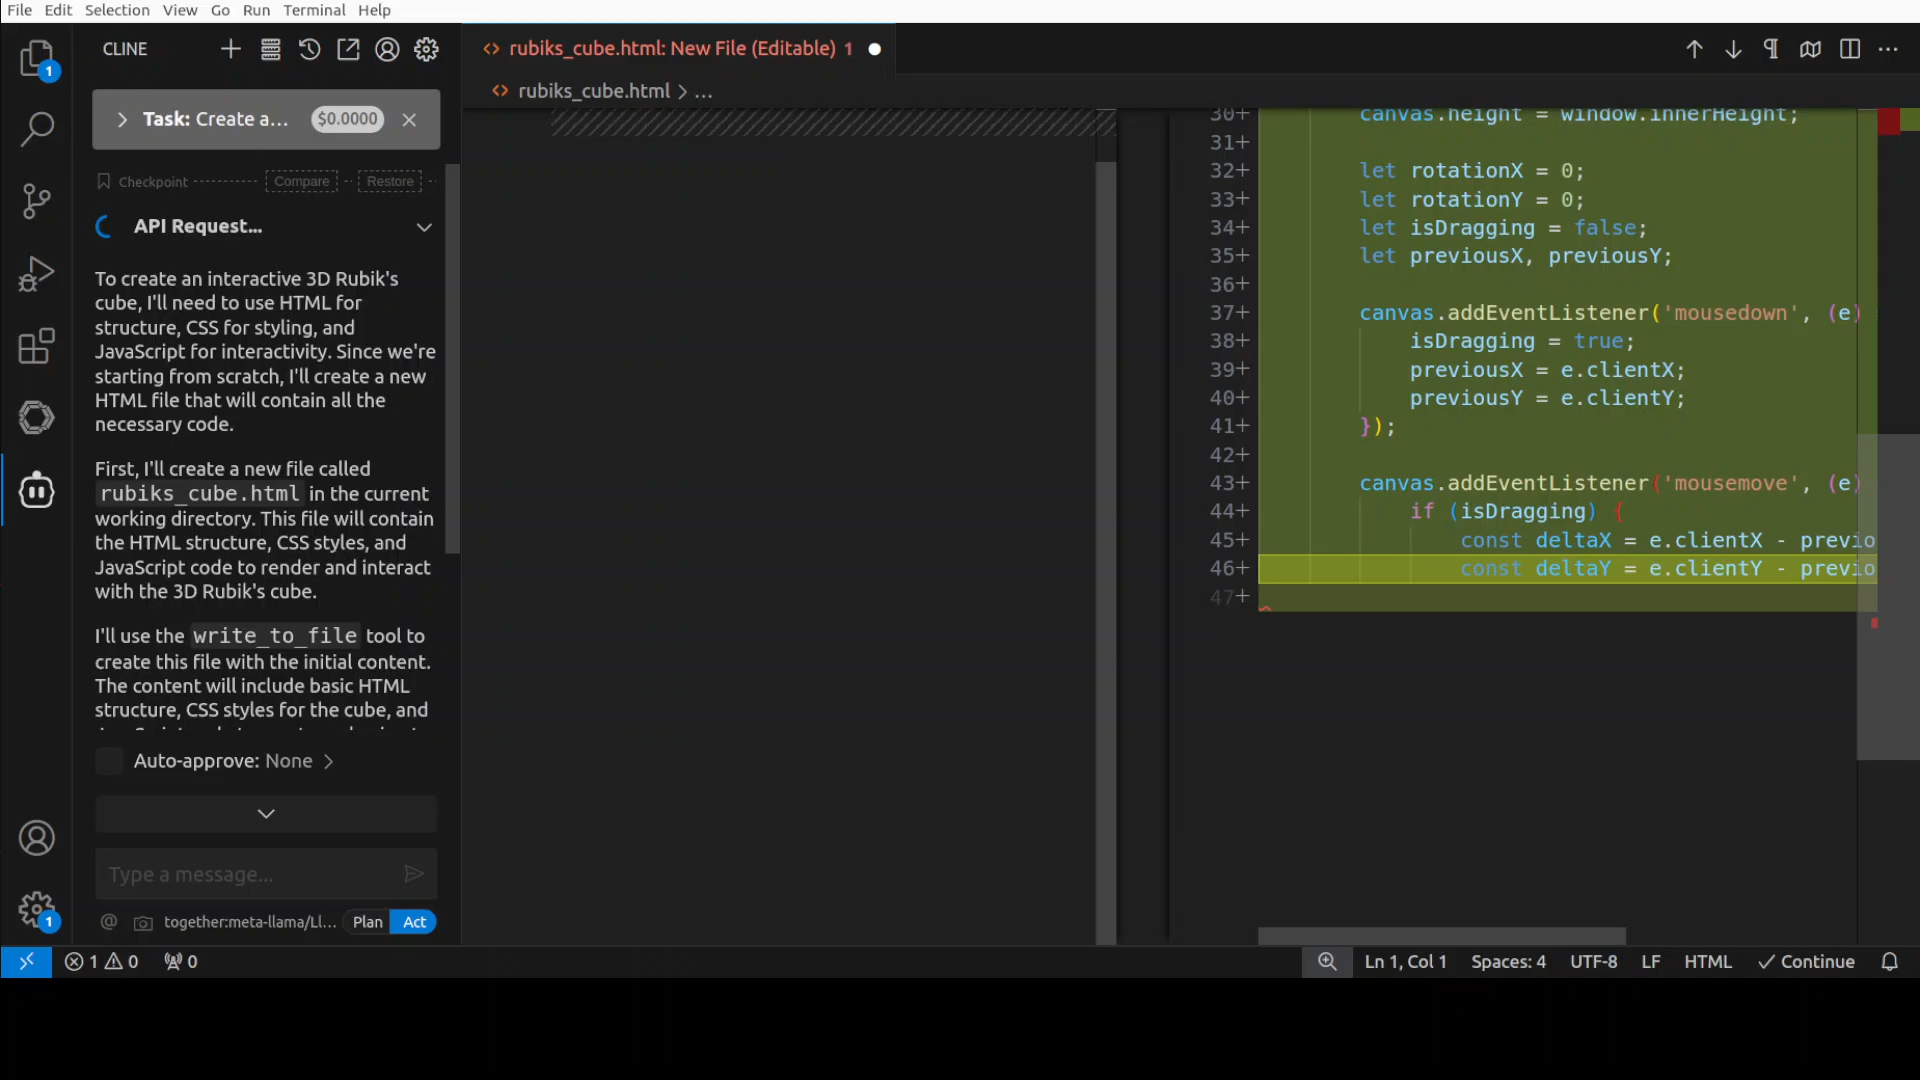 File Edit Selection View Go Run Terminal Help
CLINE
rubiks_cube.html: New File (Editable) 1
1
rubiks_cube.html > ...
Task: Create a... $0.0000
Checkpoint Compare Restore
API Request...
To create an interactive 3D Rubik's
cube, I'll need to use HTML for
structure, CSS for styling, and
JavaScript for interactivity. Since we're
starting from scratch, I'll create a new
HTML file that will contain all the
necessary code.
First, I'll create a new file called
rubiks_cube.html in the current
working directory. This file will contain
the HTML structure, CSS styles, and
JavaScript code to render and interact
with the 3D Rubik's cube.
I'll use the write_to_file tool to
create this file with the initial content.
The content will include basic HTML
structure, CSS styles for the cube, and
Auto-approve: None >
Type a message...
@ together:meta-llama/Ll... Plan Act
1
30+ canvas.height = window.innerHeight;
31+
32+ let rotationX = 0;
33+ let rotationY = 0;
34+ let isDragging = false;
35+ let previousX, previousY;
36+
37+ canvas.addEventListener('mousedown', (e)
38+ isDragging = true;
39+ previousX = e.clientX;
40+ previousY = e.clientY;
41+ });
42+
43+ canvas.addEventListener('mousemove', (e)
44+ if (isDragging) {
45+ const deltaX = e.clientX - previo
46+ const deltaY = e.clientY - previo
47+
1 0 0 Ln 1, Col 1 Spaces: 4 UTF-8 LF HTML Continue